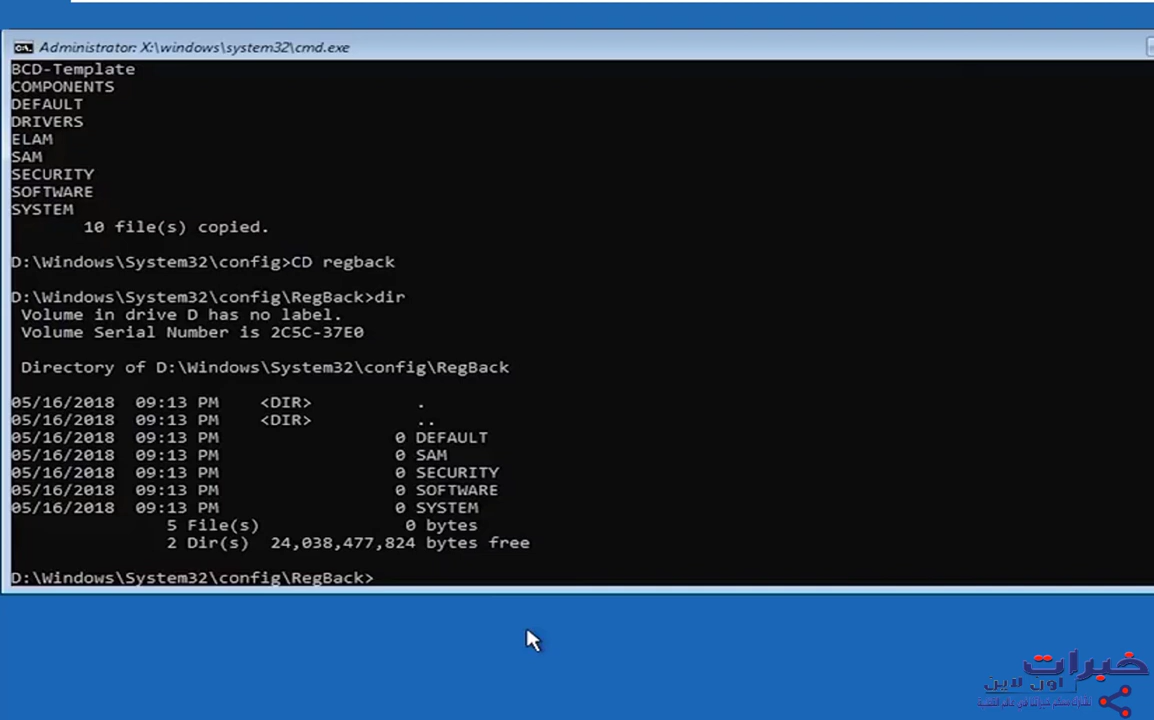 Administrator: X:\windows\system32\cmd.exe
BCD-Template
COMPONENTS
DEFAULT
DRIVERS
ELAM
SAM
SECURITY
SOFTWARE
SYSTEM
10 file(s) copied.
D:\Windows\System32\config>CD regback
D:\Windows\System32\config\RegBack>dir
Volume in drive D has no label.
Volume Serial Number is 2C5C-37E0
Directory of D:\Windows\System32\config\RegBack
05/16/2018 09:13 PM <DIR> .
05/16/2018 09:13 PM <DIR> ..
05/16/2018 09:13 PM 0 DEFAULT
05/16/2018 09:13 PM 0 SAM
05/16/2018 09:13 PM 0 SECURITY
05/16/2018 09:13 PM 0 SOFTWARE
05/16/2018 09:13 PM 0 SYSTEM
5 File(s) 0 bytes
2 Dir(s) 24,038,477,824 bytes free
D:\Windows\System32\config\RegBack>
خبرات
اون لاين